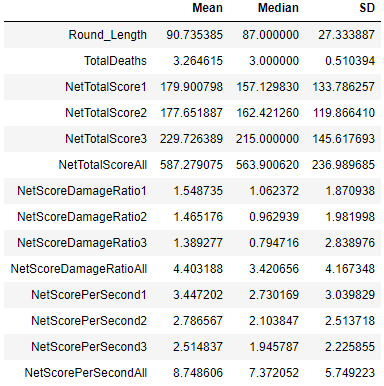 Mean Median SD
Round_Length 90.735385 87.000000 27.333887
TotalDeaths 3.264615 3.000000 0.510394
NetTotalScore1 179.900798 157.129830 133.786257
NetTotalScore2 177.651887 162.421260 119.866410
NetTotalScore3 229.726389 215.000000 145.617693
NetTotalScoreAll 587.279075 563.900620 236.989685
NetScoreDamageRatio1 1.548735 1.062372 1.870938
NetScoreDamageRatio2 1.465176 0.962939 1.981998
NetScoreDamageRatio3 1.389277 0.794716 2.838976
NetScoreDamageRatioAll 4.403188 3.420656 4.167348
NetScorePerSecond1 3.447202 2.730169 3.039829
NetScorePerSecond2 2.786567 2.103847 2.513718
NetScorePerSecond3 2.514837 1.945787 2.225855
NetScorePerSecondAll 8.748606 7.372052 5.749223